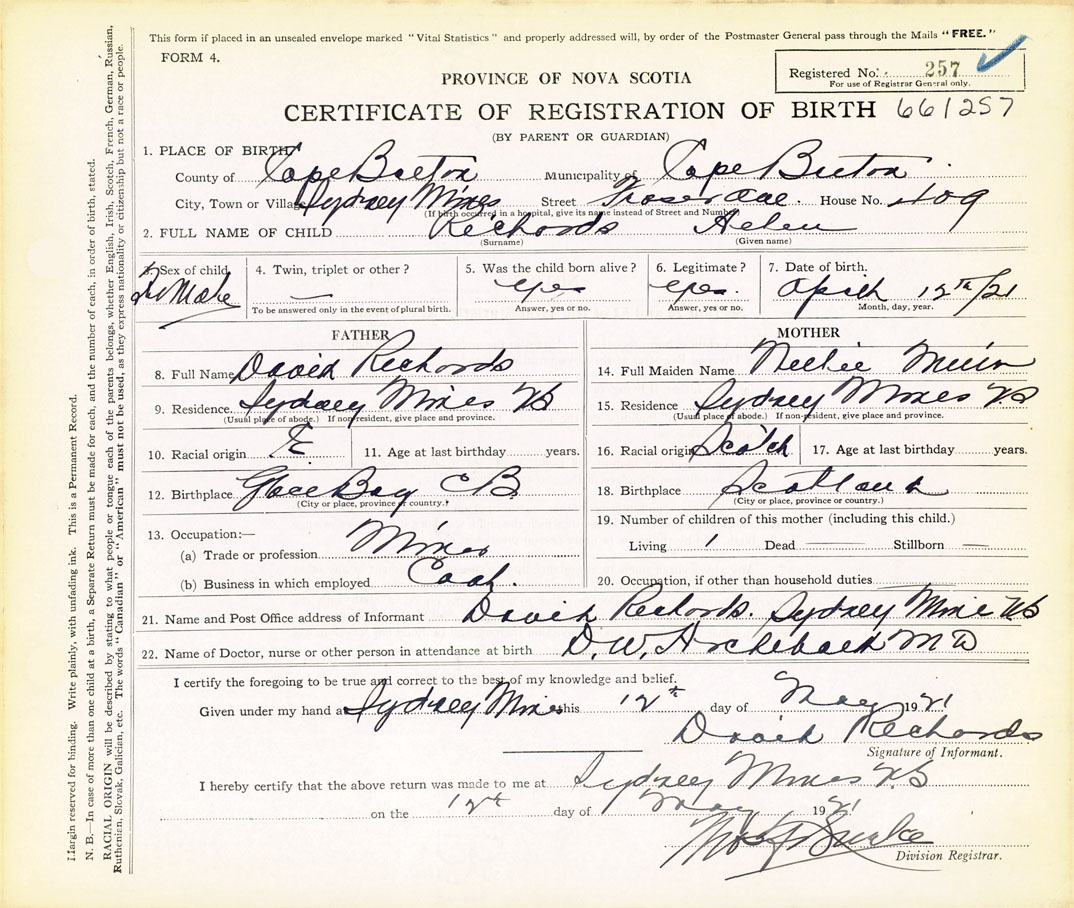 This form if placed in an unsealed envelope marked "Vital Statistics" and properly addressed will, by order of the Postmaster General pass through the Mails "FREE."
FORM 4.
PROVINCE OF NOVA SCOTIA
Registered No. 257
For use of Registrar General only.
CERTIFICATE OF REGISTRATION OF BIRTH 661257
(BY PARENT OR GUARDIAN)
1. PLACE OF BIRTH
County of Cape Breton Municipality of Cape Breton
City, Town or Village Sydney Mines Street Fraser ave. House No. 409
(If birth occurred in a hospital, give its name instead of Street and Number)
2. FULL NAME OF CHILD Richards Helen
(Surname) (Given name)
3. Sex of child 4. Twin, triplet or other? 5. Was the child born alive? 6. Legitimate? 7. Date of birth.
Fe Male — yes yes. April 12th/21
To be answered only in the event of plural birth. Answer, yes or no. Answer, yes or no. Month, day, year.
FATHER
8. Full Name David Richards
9. Residence Sydney Mines NS
(Usual place of abode.) If non-resident, give place and province.
10. Racial origin E 11. Age at last birthday years.
12. Birthplace Glace Bay C B
(City or place, province or country.)
13. Occupation:—
(a) Trade or profession Miner
(b) Business in which employed Coal.
MOTHER
14. Full Maiden Name Nellie
15. Residence Sydney Mines NS
(Usual place of abode.) If non-resident, give place and province.
16. Racial origin Scotch 17. Age at last birthday years.
18. Birthplace Scotland
(City or place, province or country.)
19. Number of children of this mother (including this child.)
Living 1 Dead — Stillborn —
20. Occupation, if other than household duties
21. Name and Post Office address of Informant David Richards. Sydney Mines NS
22. Name of Doctor, nurse or other person in attendance at birth D. W. Archibald M D
I certify the foregoing to be true and correct to the best of my knowledge and belief.
Given under my hand at Sydney Mines this 12th day of May 1921
David Richards
Signature of Informant.
I hereby certify that the above return was made to me at Sydney Mines NS
on the 12th day of May 1921
Division Registrar.
Margin reserved for binding. Write plainly, with unfading ink. This is a Permanent Record.
N. B.—In case of more than one child at a birth, a Separate Return must be made for each, and the number of each, in order of birth, stated.
RACIAL ORIGIN will be described by stating to what people or tongue each of the parents belongs, whether English, Irish, Scotch, French, German, Russian,
Ruthenian, Slovak, Galician, etc. The words "Canadian" or "American" must not be used, as they express nationality or citizenship but not a race or people.